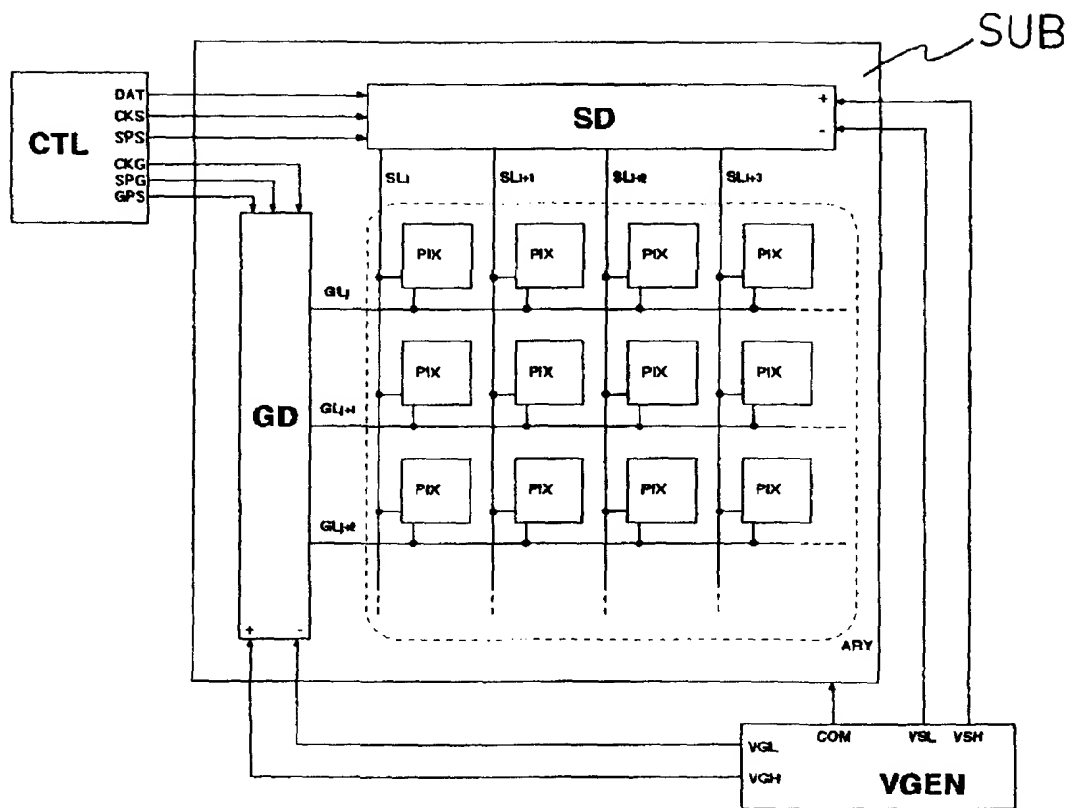 SUB
CTL
DAT
CKS
SPS
CKG
SPG
GPS
SD
+
-
SLi
SLi+1
SLi+2
SLi+3
PIX PIX PIX PIX
GLj
PIX PIX PIX PIX
GLj+1
GD
PIX PIX PIX PIX
GLj+2
+ -
ARY
COM VSL VSH
VGL
VGH
VGEN